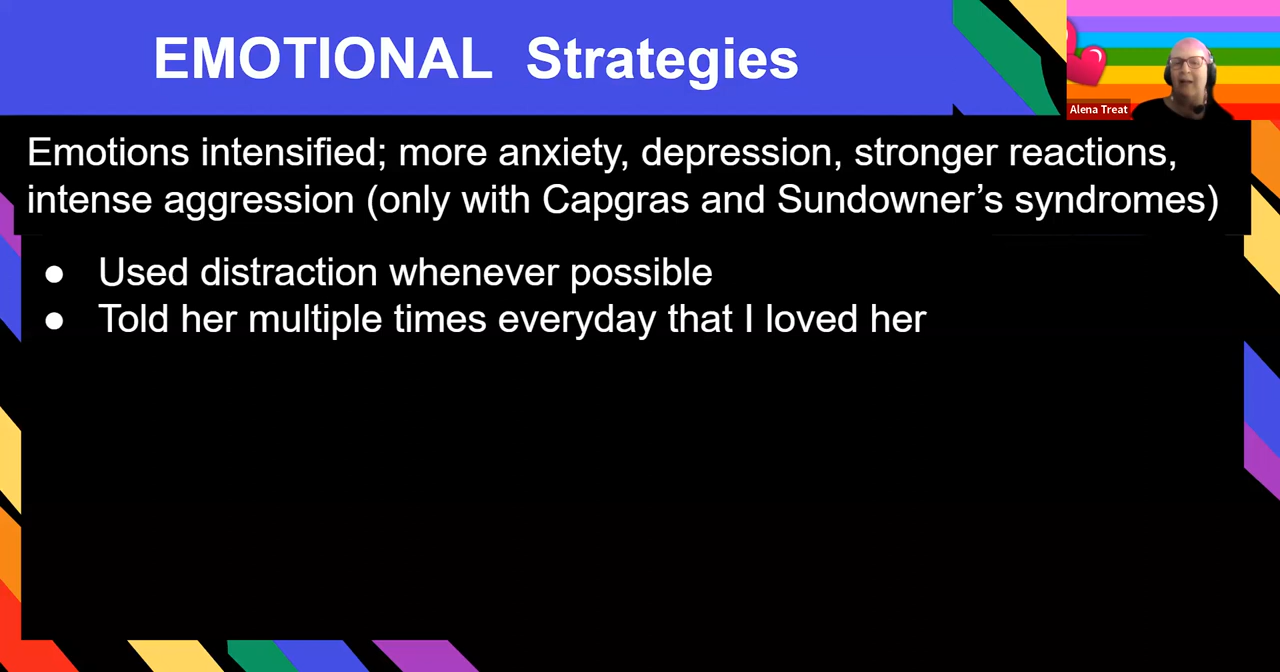 EMOTIONAL Strategies
Alena Treat
Emotions intensified; more anxiety, depression, stronger reactions,
intense aggression (only with Capgras and Sundowner’s syndromes)
● Used distraction whenever possible
● Told her multiple times everyday that I loved her